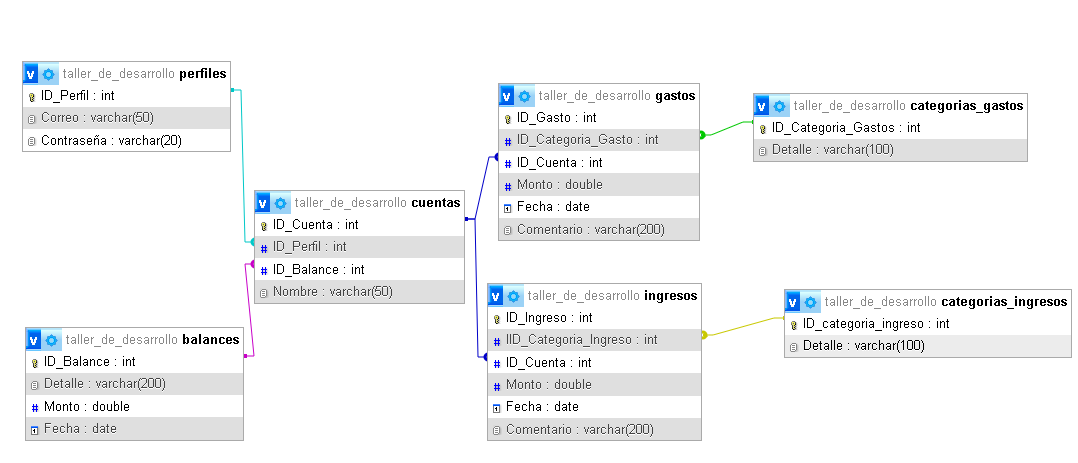 v taller_de_desarrollo perfiles
ID_Perfil : int
Correo : varchar(50)
Contraseña : varchar(20)
v taller_de_desarrollo balances
ID_Balance : int
Detalle : varchar(200)
# Monto : double
Fecha : date
v taller_de_desarrollo cuentas
ID_Cuenta : int
# ID_Perfil : int
# ID_Balance : int
Nombre : varchar(50)
v taller_de_desarrollo gastos
ID_Gasto : int
# ID_Categoria_Gasto : int
# ID_Cuenta : int
# Monto : double
Fecha : date
Comentario : varchar(200)
v taller_de_desarrollo ingresos
ID_Ingreso : int
# IID_Categoria_Ingreso : int
# ID_Cuenta : int
# Monto : double
Fecha : date
Comentario : varchar(200)
v taller_de_desarrollo categorias_gastos
ID_Categoria_Gastos : int
Detalle : varchar(100)
v taller_de_desarrollo categorias_ingresos
ID_categoria_ingreso : int
Detalle : varchar(100)